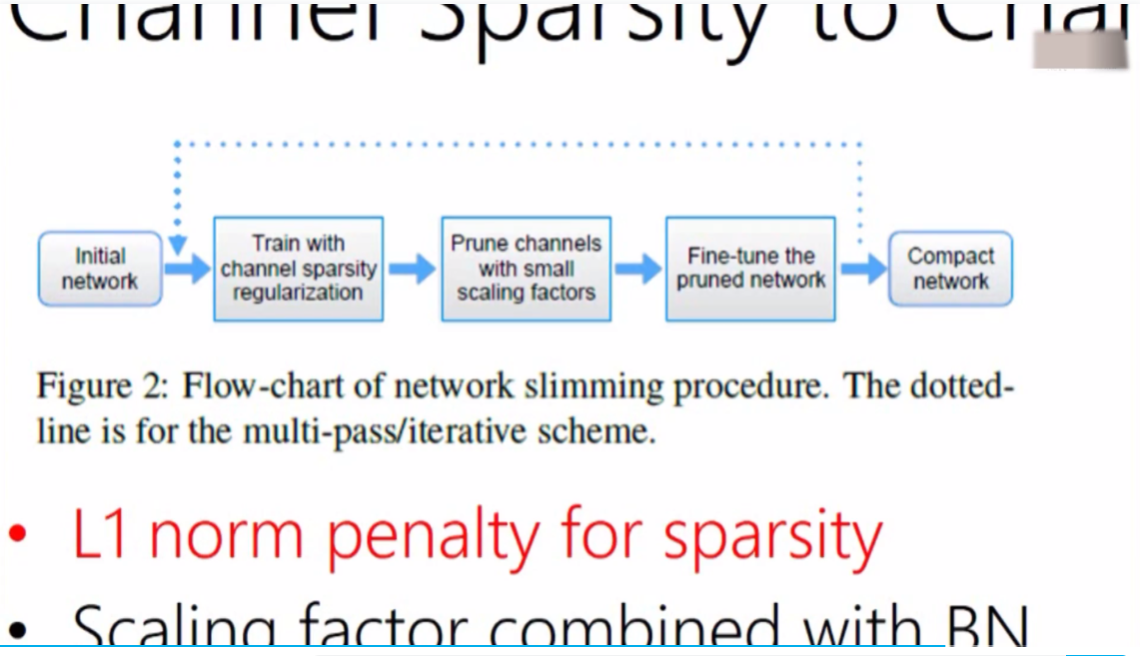 Channel Sparsity to
Initial
network
Train with
channel sparsity
regularization
Prune channels
with small
scaling factors
Fine-tune the
pruned network
Compact
network
Figure 2: Flow-chart of network slimming procedure. The dotted-
line is for the multi-pass/iterative scheme.
• L1 norm penalty for sparsity
• Scaling factor combined with BN